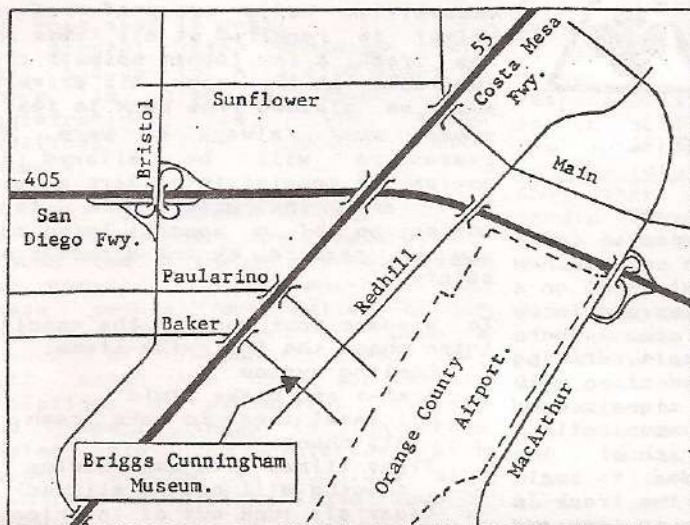 55
Costa Mesa
Fwy.
Sunflower
Bristol
Main
405
San
Diego Fwy.
Redhill
Paularino
Baker
Orange County
Airport
MacArthur
Briggs Cunningham
Museum.